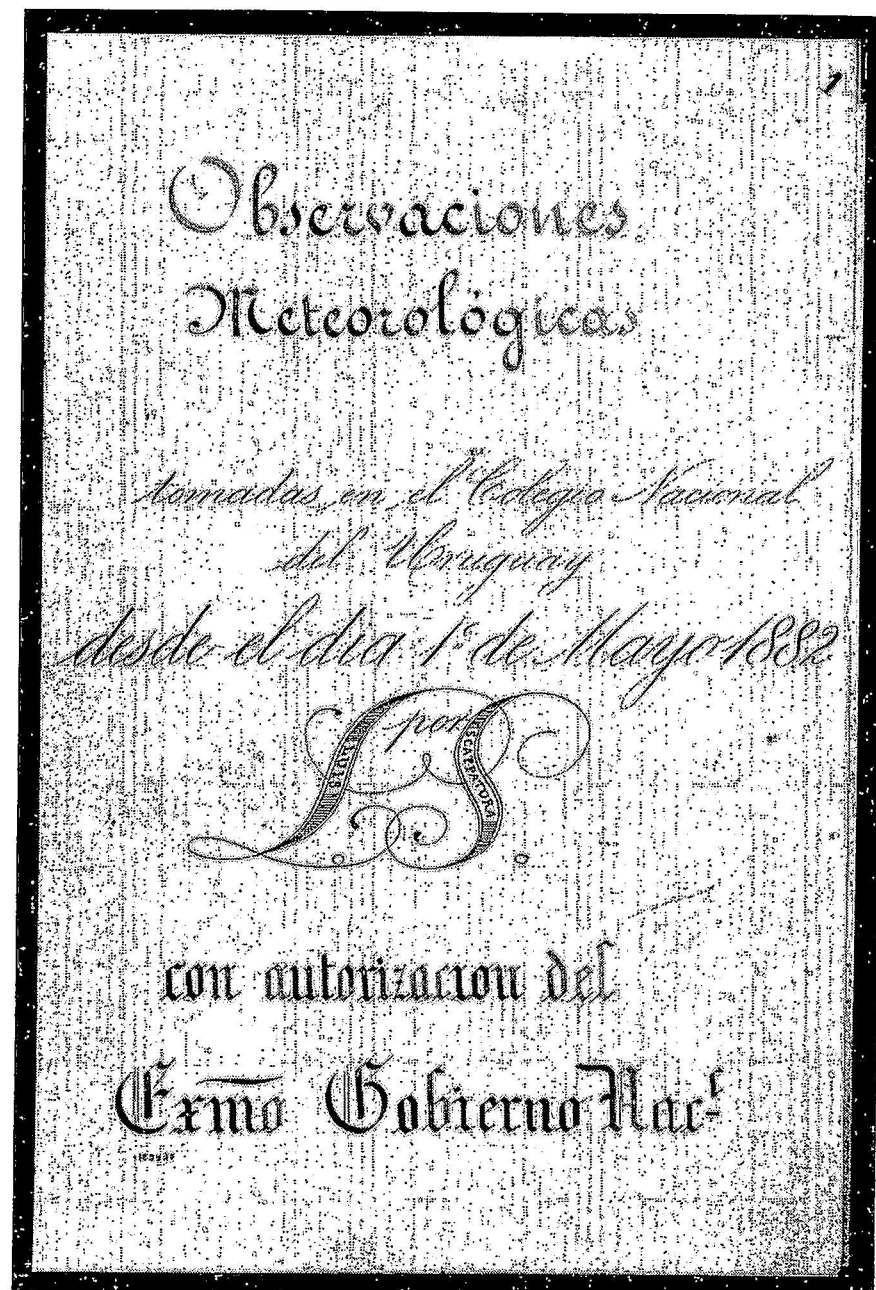 1
Observaciones
Meteorológicas
tomadas en el Colegio Nacional
del Uruguay
desde el dia 1º de Mayo 1882
por
L. S.
SCAPPATURA
con autorizacion del
Exmo Gobierno Nacˡ